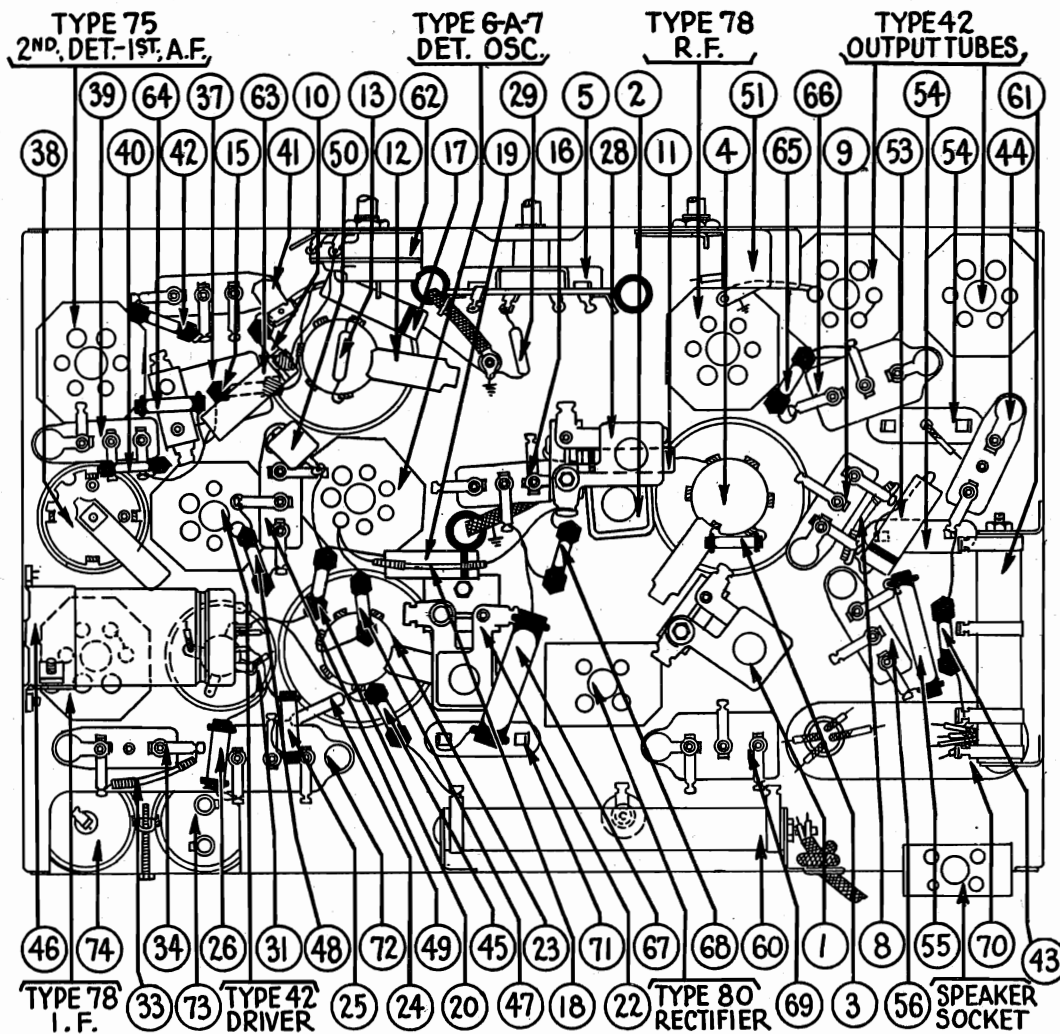 TYPE 75
2ND. DET.-1ST. A.F.
TYPE 6-A-7
DET. OSC.
TYPE 78
R.F.
TYPE 42
OUTPUT TUBES
39 64 37 63 10 13 62 29 5 2 51 66 54 61
38 40 42 15 41 50 12 17 19 16 28 11 4 65 9 53 54 44
C
46 74 34 26 31 48 72 49 45 23 71 67 68 60 1 8 55 70 43
33 73 25 24 20 47 18 22 69 3 56
TYPE 78
I.F.
TYPE 42
DRIVER
TYPE 80
RECTIFIER
SPEAKER
SOCKET